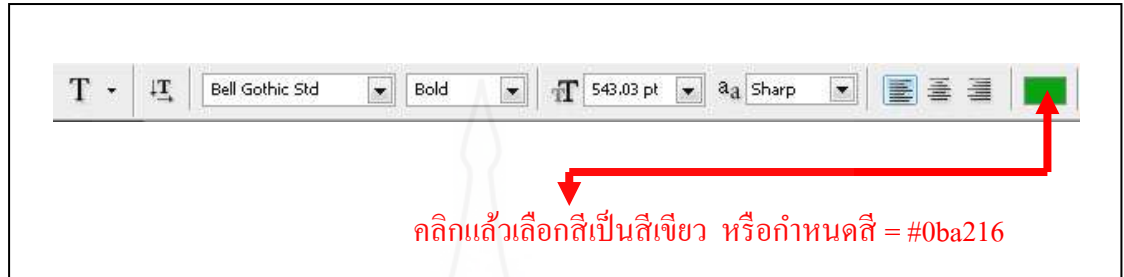 T Bell Gothic Std Bold 543.03 pt aa Sharp
คลิกแล้วเลือกสีเป็นสีเขียว หรือกำหนดสี = #0ba216